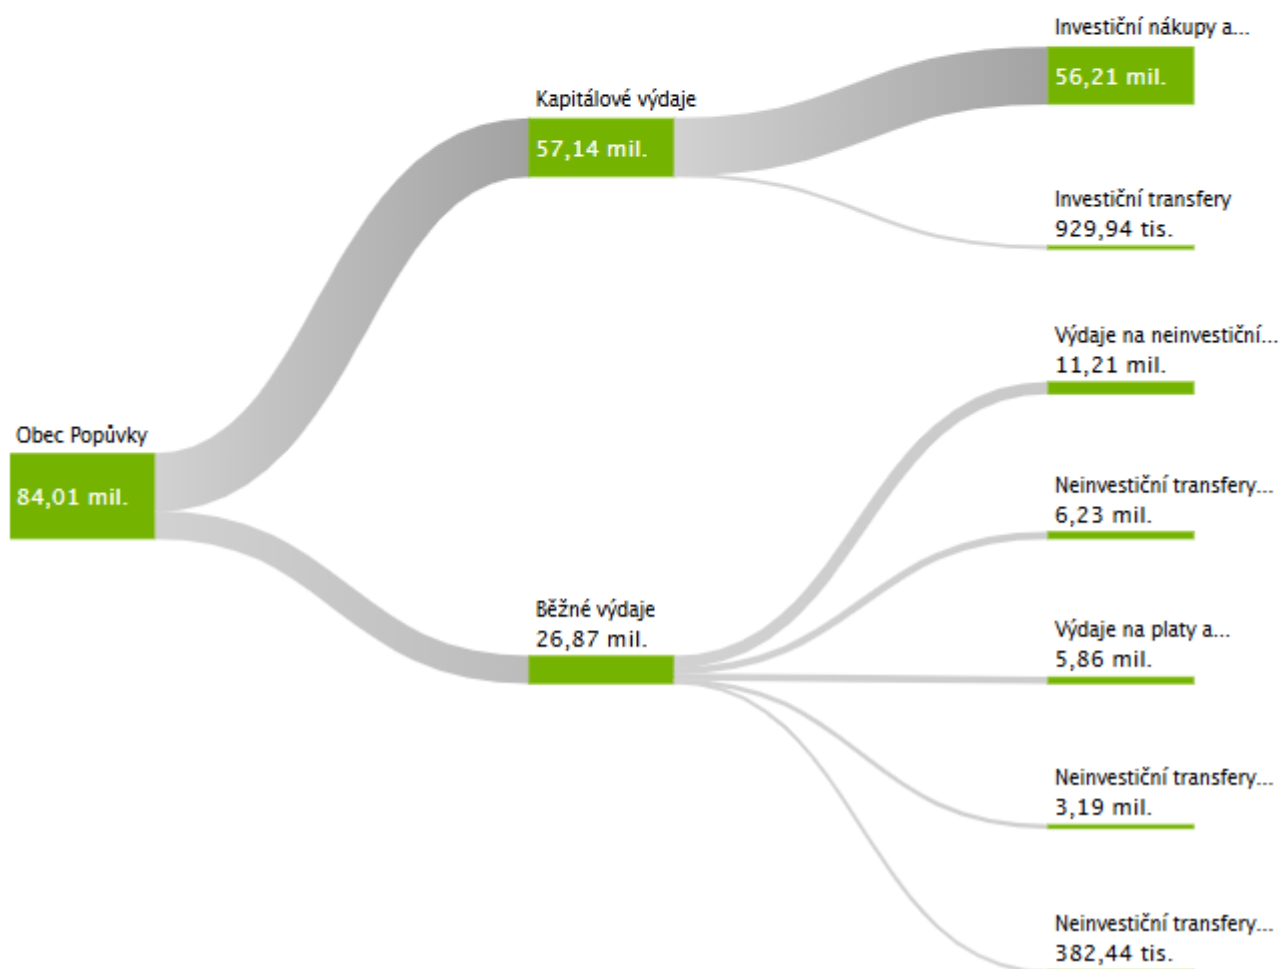 Investiční nákupy a...
56,21 mil.
Kapitálové výdaje
57,14 mil.
Investiční transfery
929,94 tis.
Výdaje na neinvestiční...
11,21 mil.
Obec Popůvky
84,01 mil.
Neinvestiční transfery...
6,23 mil.
Běžné výdaje
26,87 mil.
Výdaje na platy a...
5,86 mil.
Neinvestiční transfery...
3,19 mil.
Neinvestiční transfery...
382,44 tis.